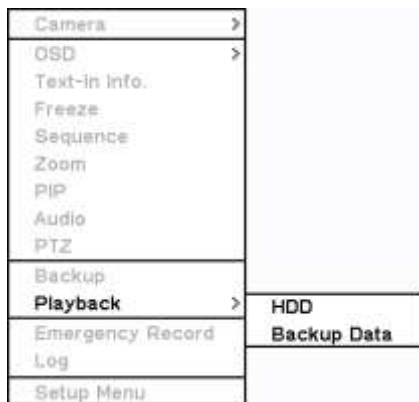 Camera >
OSD >
Text-in Info.
Freeze
Sequence
Zoom
PIP
Audio
PTZ
Backup
Playback >
HDD
Backup Data
Emergency Record
Log
Setup Menu